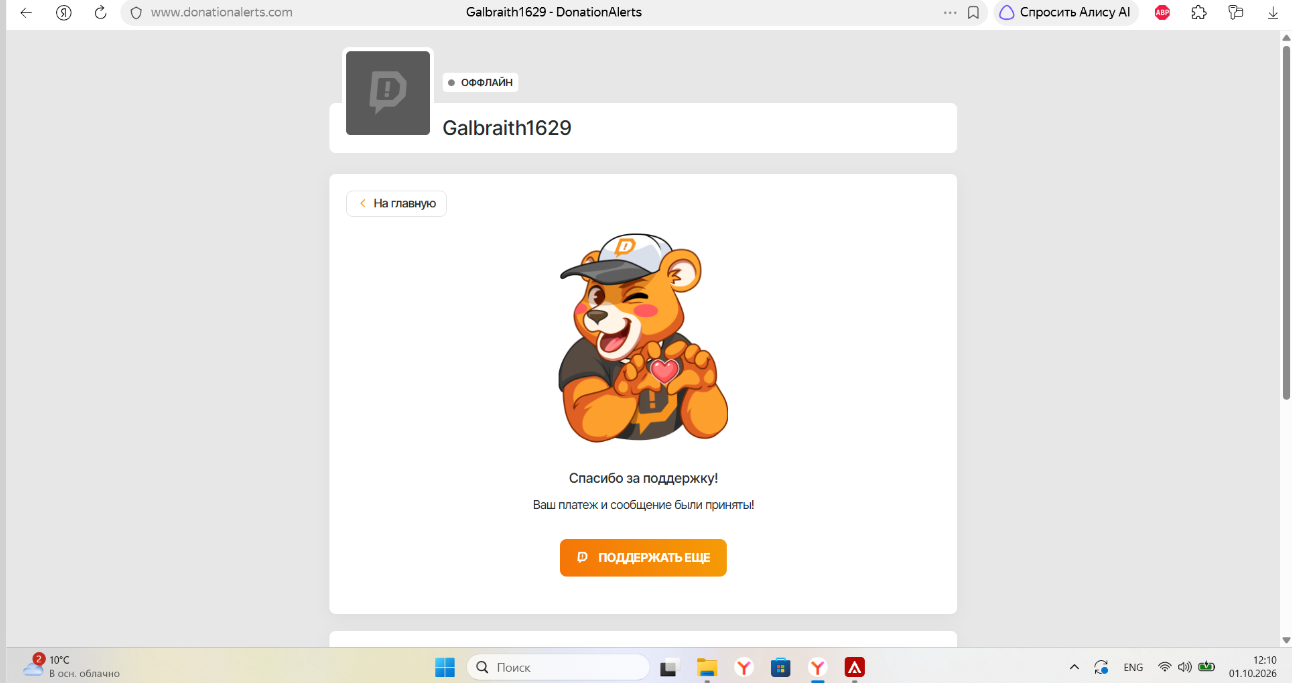 www.donationalerts.com
Galbraith1629 - DonationAlerts
Спросить Алису AI
ABP
ОФФЛАЙН
Galbraith1629
На главную
Спасибо за поддержку!
Ваш платеж и сообщение были приняты!
ПОДДЕРЖАТЬ ЕЩЕ
2
10°C
В осн. облачно
Поиск
ENG
12:10
01.10.2026